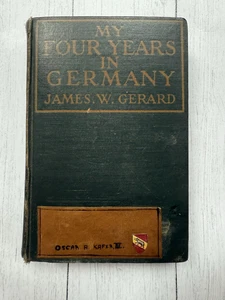 MY
FOUR YEARS
IN
GERMANY
JAMES. W. GERARD
OSCAR H